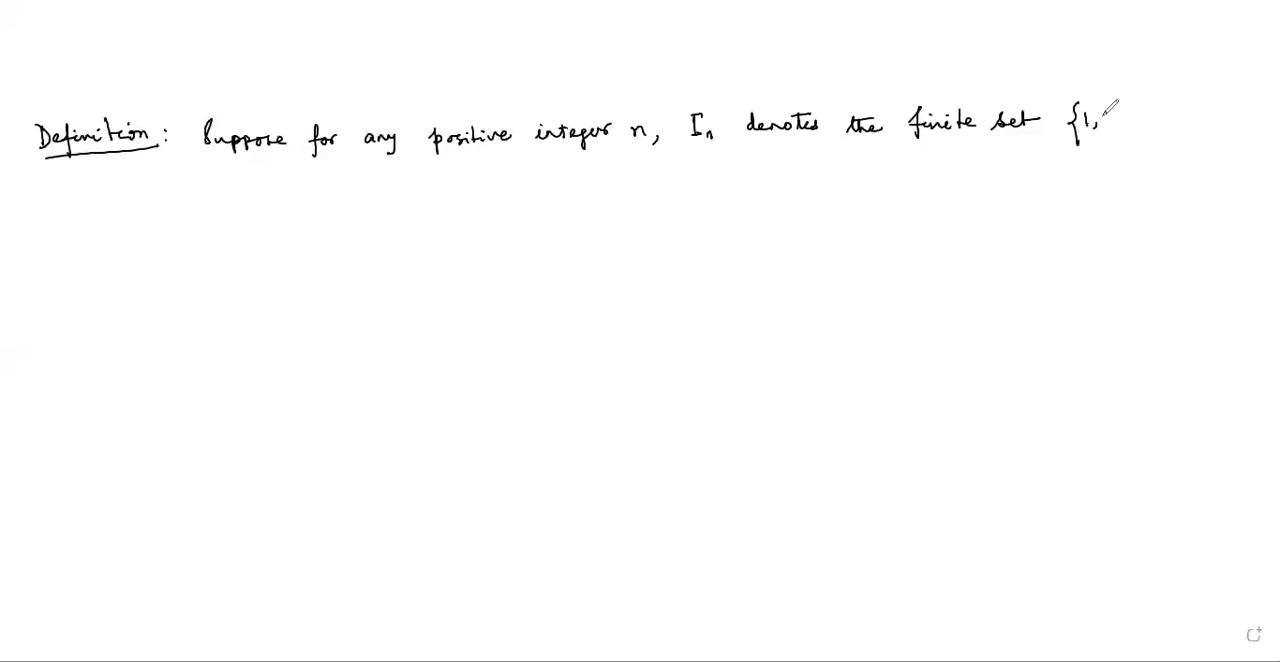 Definition: Suppose for any positive integer n, Iₙ denotes the finite set {1,